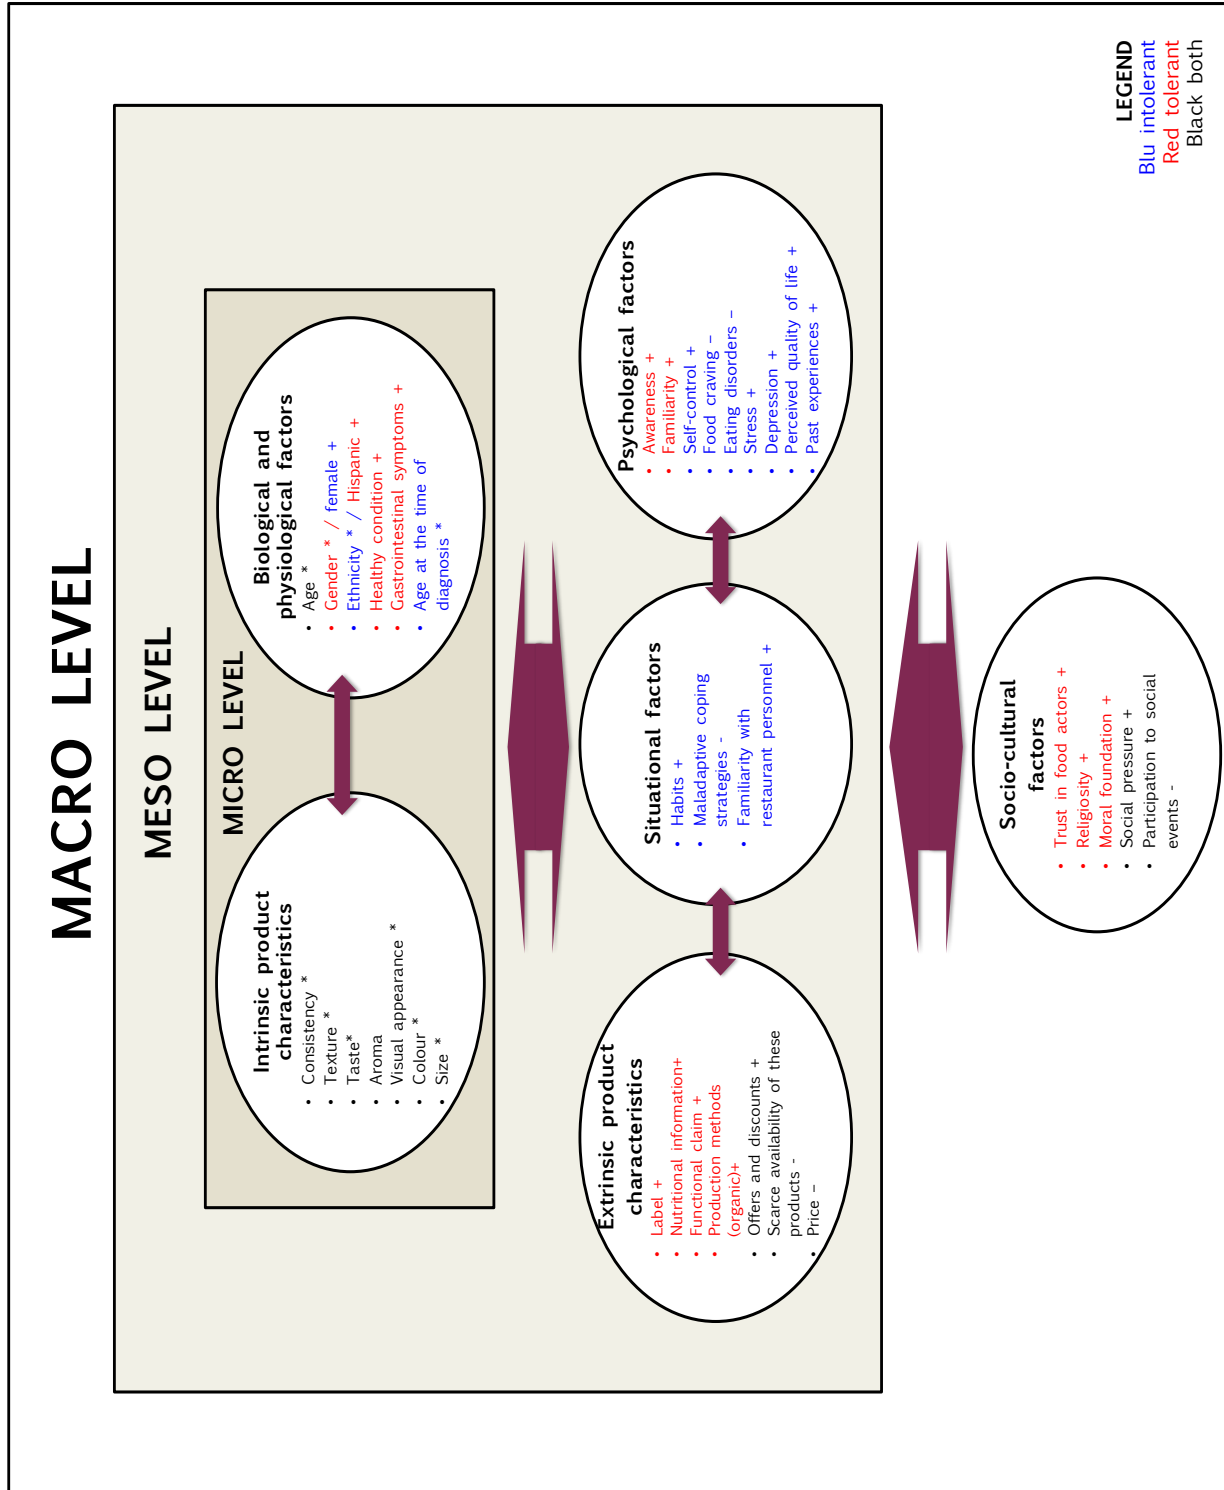 MACRO LEVEL
MESO LEVEL
MICRO LEVEL
Intrinsic product
characteristics
• Consistency *
• Texture *
• Taste*
• Aroma
• Visual appearance *
• Colour *
• Size *
Biological and
physiological factors
• Age *
• Gender * / female +
• Ethnicity * / Hispanic +
• Healthy condition +
• Gastrointestinal symptoms +
• Age at the time of
diagnosis *
Extrinsic product
characteristics
• Label +
• Nutritional information+
• Functional claim +
• Production methods
(organic)+
• Offers and discounts +
• Scarce availability of these
products -
• Price –
Situational factors
• Habits +
• Maladaptive coping
strategies -
• Familiarity with
restaurant personnel +
Psychological factors
• Awareness +
• Familiarity +
• Self-control +
• Food craving –
• Eating disorders –
• Stress +
• Depression +
• Perceived quality of life +
• Past experiences +
Socio-cultural
factors
• Trust in food actors +
• Religiosity +
• Moral foundation +
• Social pressure +
• Participation to social
events -
LEGEND
Blu intolerant
Red tolerant
Black both